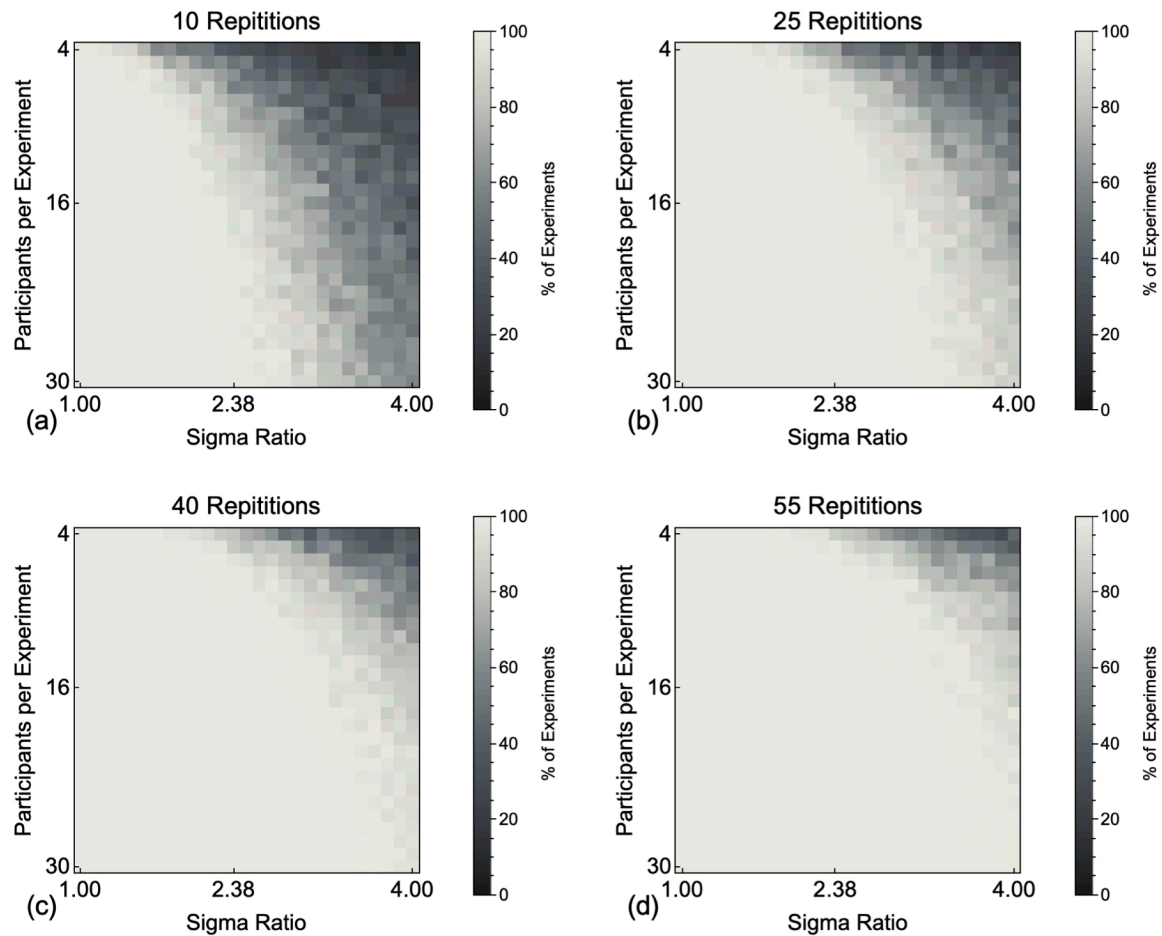 10 Repititions
4
16
30
Participants per Experiment
1.00 2.38 4.00
Sigma Ratio
100
80
60
40
20
0
% of Experiments
(a)
25 Repititions
4
16
30
Participants per Experiment
1.00 2.38 4.00
Sigma Ratio
100
80
60
40
20
0
% of Experiments
(b)
40 Repititions
4
16
30
Participants per Experiment
1.00 2.38 4.00
Sigma Ratio
100
80
60
40
20
0
% of Experiments
(c)
55 Repititions
4
16
30
Participants per Experiment
1.00 2.38 4.00
Sigma Ratio
100
80
60
40
20
0
% of Experiments
(d)